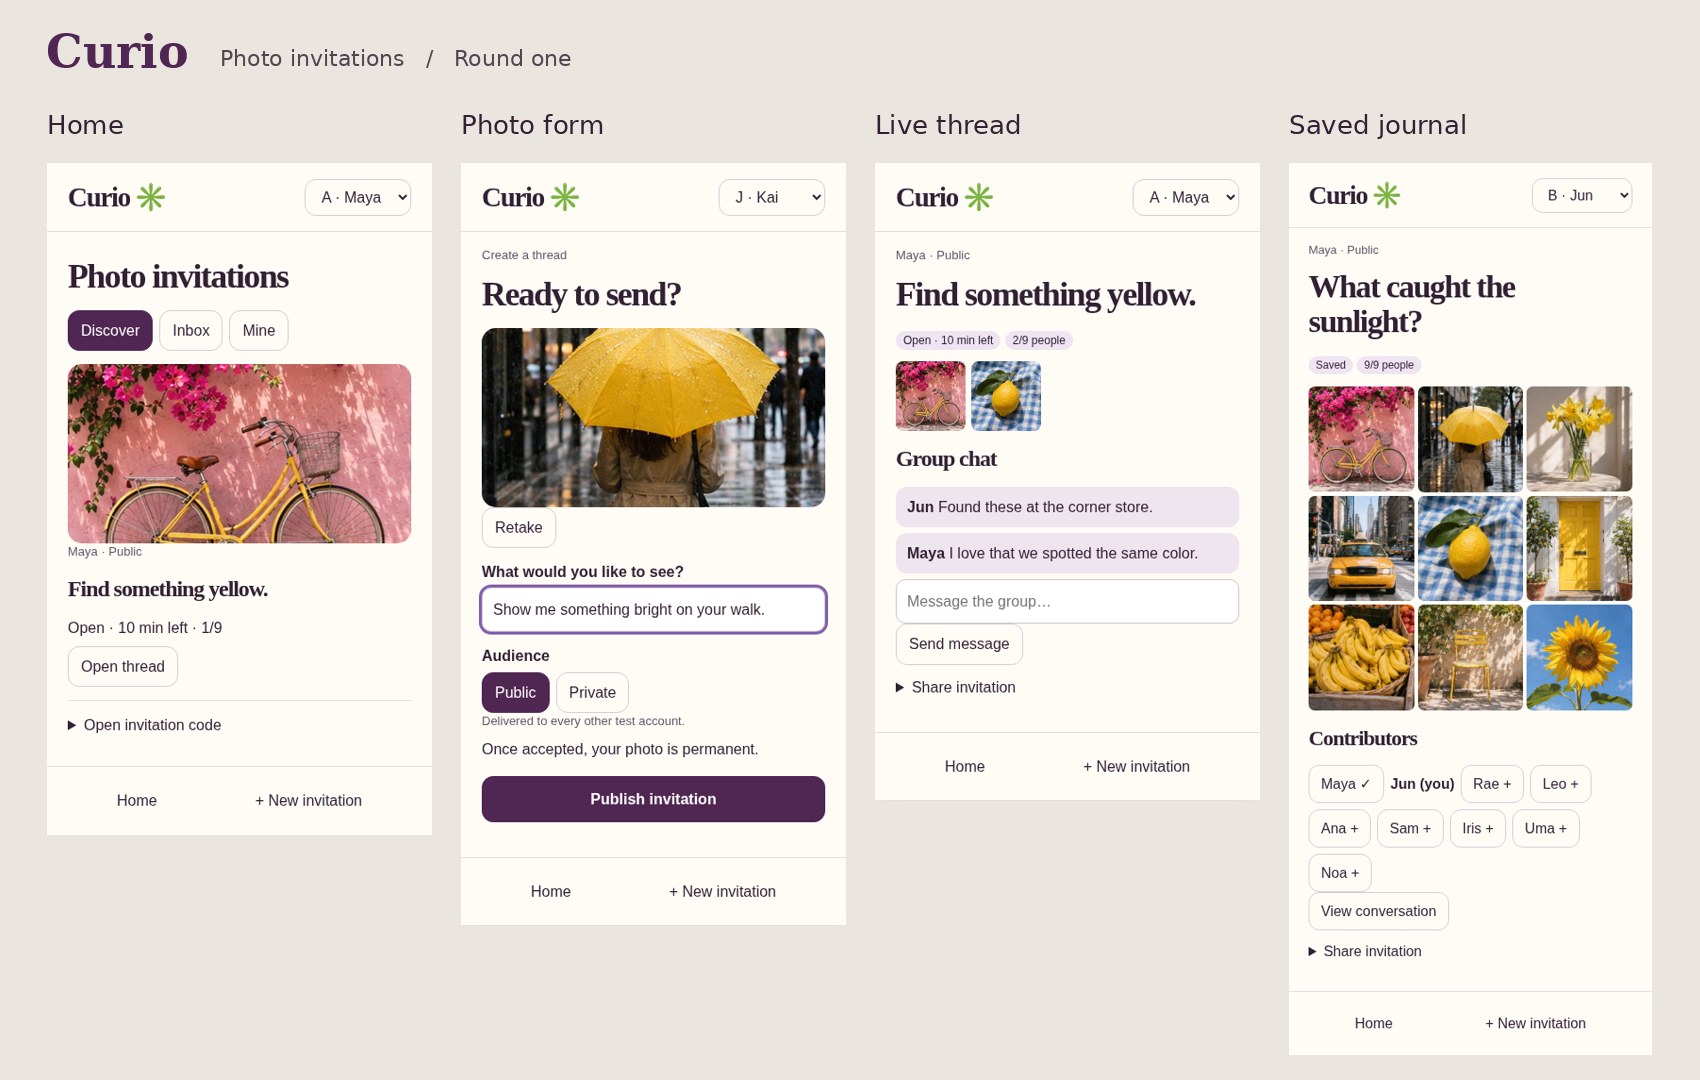 Curio Photo invitations / Round one
Home
Curio
A · Maya
Photo invitations
Discover Inbox Mine
Maya · Public
Find something yellow.
Open · 10 min left · 1/9
Open thread
▶ Open invitation code
Home + New invitation
Photo form
Curio
J · Kai
Create a thread
Ready to send?
Retake
What would you like to see?
Show me something bright on your walk.
Audience
Public Private
Delivered to every other test account.
Once accepted, your photo is permanent.
Publish invitation
Home + New invitation
Live thread
Curio
A · Maya
Maya · Public
Find something yellow.
Open · 10 min left 2/9 people
Group chat
Jun Found these at the corner store.
Maya I love that we spotted the same color.
Message the group…
Send message
▶ Share invitation
Home + New invitation
Saved journal
Curio
B · Jun
Maya · Public
What caught the
sunlight?
Saved 9/9 people
Contributors
Maya ✓ Jun (you) Rae + Leo +
Ana + Sam + Iris + Uma +
Noa +
View conversation
▶ Share invitation
Home + New invitation